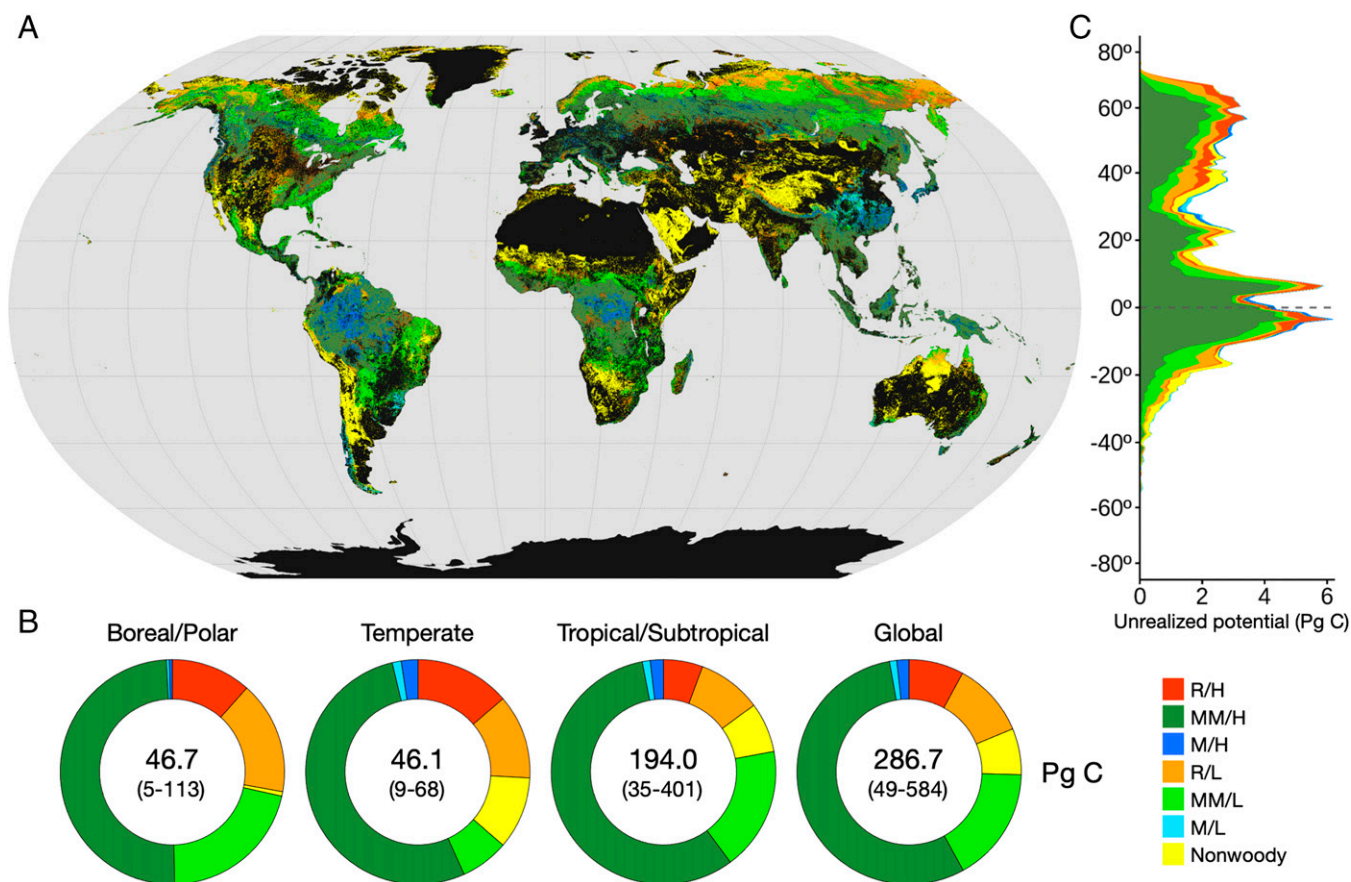 A
C
80º
60º
40º
20º
0º
-20º
-40º
-60º
-80º
0 2 4 6
Unrealized potential (Pg C)
B
Boreal/Polar Temperate Tropical/Subtropical Global
46.7 46.1 194.0 286.7
(5-113) (9-68) (35-401) (49-584)
Pg C
R/H
MM/H
M/H
R/L
MM/L
M/L
Nonwoody